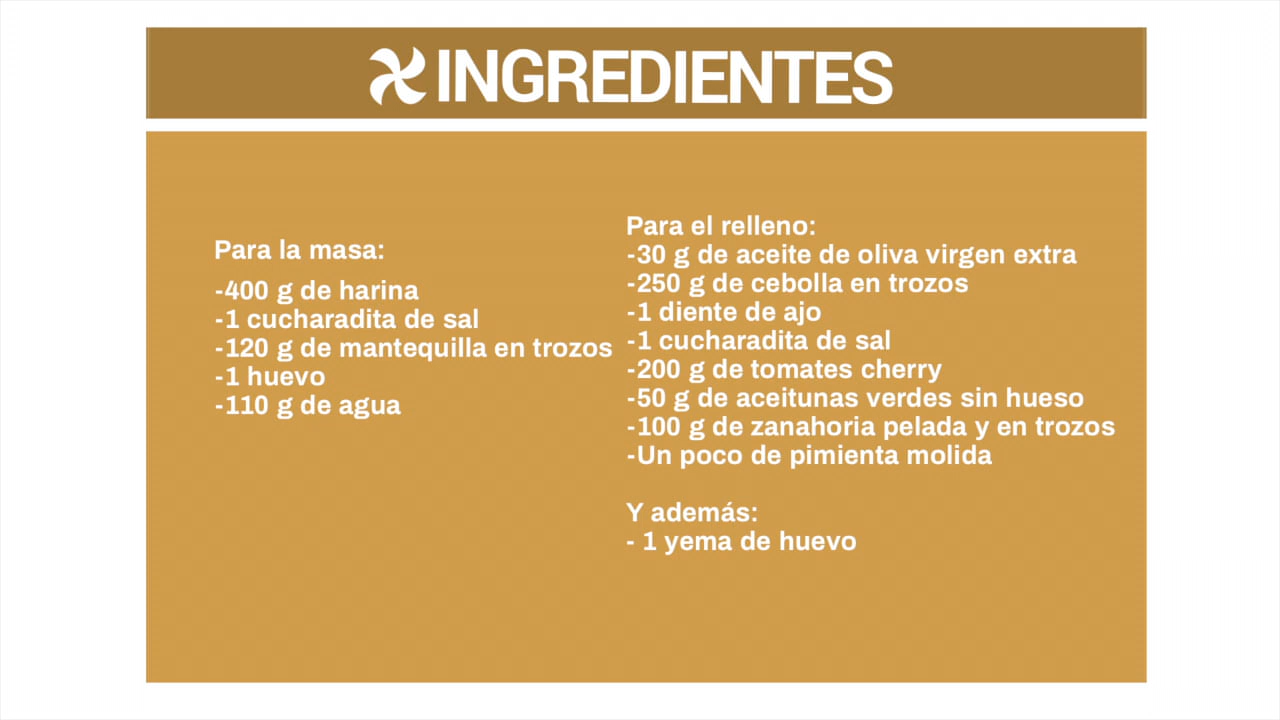 INGREDIENTES
Para la masa:
-400 g de harina
-1 cucharadita de sal
-120 g de mantequilla en trozos
-1 huevo
-110 g de agua
Para el relleno:
-30 g de aceite de oliva virgen extra
-250 g de cebolla en trozos
-1 diente de ajo
-1 cucharadita de sal
-200 g de tomates cherry
-50 g de aceitunas verdes sin hueso
-100 g de zanahoria pelada y en trozos
-Un poco de pimienta molida
Y además:
- 1 yema de huevo